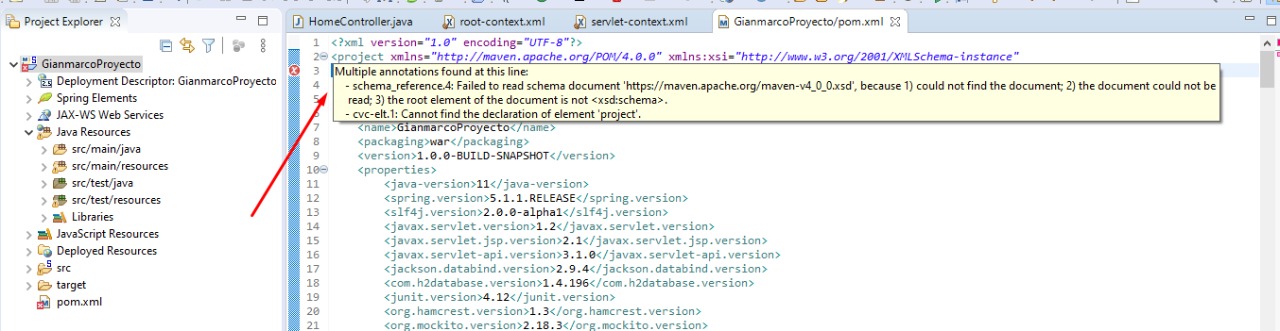 Project Explorer
GianmarcoProyecto
Deployment Descriptor: GianmarcoProyecto
Spring Elements
JAX-WS Web Services
Java Resources
src/main/java
src/main/resources
src/test/java
src/test/resources
Libraries
JavaScript Resources
Deployed Resources
src
target
pom.xml
HomeController.java
root-context.xml
servlet-context.xml
GianmarcoProyecto/pom.xml
1 <?xml version="1.0" encoding="UTF-8"?>
2 <project xmlns="http://maven.apache.org/POM/4.0.0" xmlns:xsi="http://www.w3.org/2001/XMLSchema-instance"
3
Multiple annotations found at this line:
4
- schema_reference.4: Failed to read schema document 'https://maven.apache.org/maven-v4_0_0.xsd', because 1) could not find the document; 2) the document could not be
read; 3) the root element of the document is not <xsd:schema>.
- cvc-elt.1: Cannot find the declaration of element 'project'.
7 <name>GianmarcoProyecto</name>
8 <packaging>war</packaging>
9 <version>1.0.0-BUILD-SNAPSHOT</version>
10 <properties>
11 <java-version>11</java-version>
12 <spring.version>5.1.1.RELEASE</spring.version>
13 <slf4j.version>2.0.0-alpha1</slf4j.version>
14 <javax.servlet.version>1.2</javax.servlet.version>
15 <javax.servlet.jsp.version>2.1</javax.servlet.jsp.version>
16 <javax.servlet-api.version>3.1.0</javax.servlet-api.version>
17 <jackson.databind.version>2.9.4</jackson.databind.version>
18 <com.h2database.version>1.4.196</com.h2database.version>
19 <junit.version>4.12</junit.version>
20 <org.hamcrest.version>1.3</org.hamcrest.version>
21 <org.mockito.version>2.18.3</org.mockito.version>